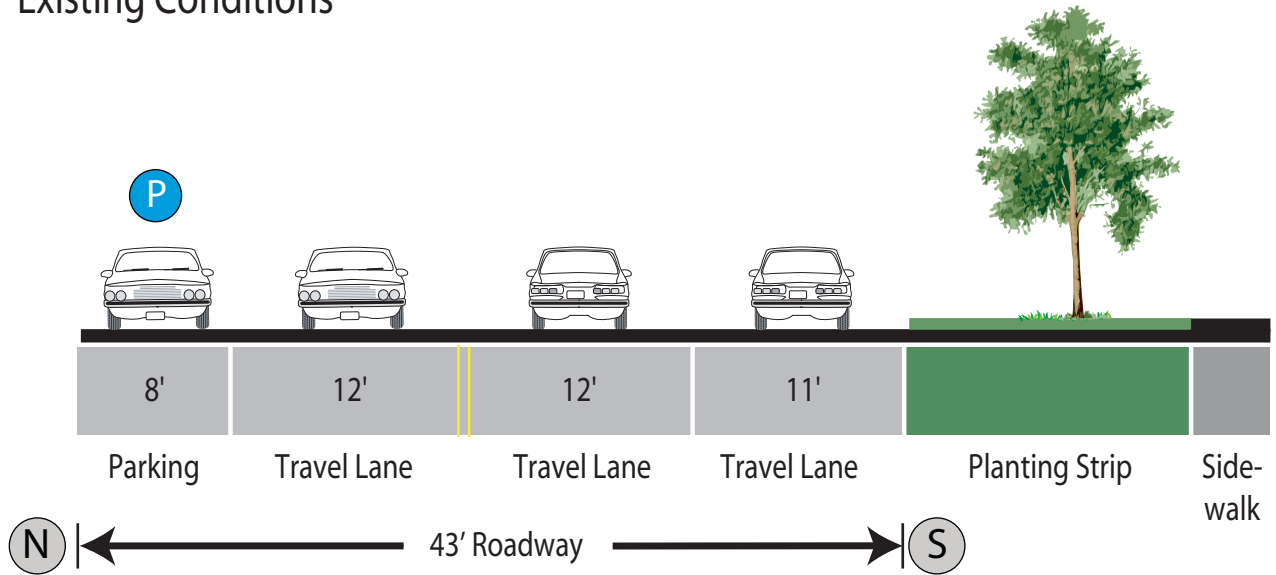 Existing Conditions
P
8' 12' 12' 11'
Parking Travel Lane Travel Lane Travel Lane Planting Strip Side-
walk
N 43’ Roadway S